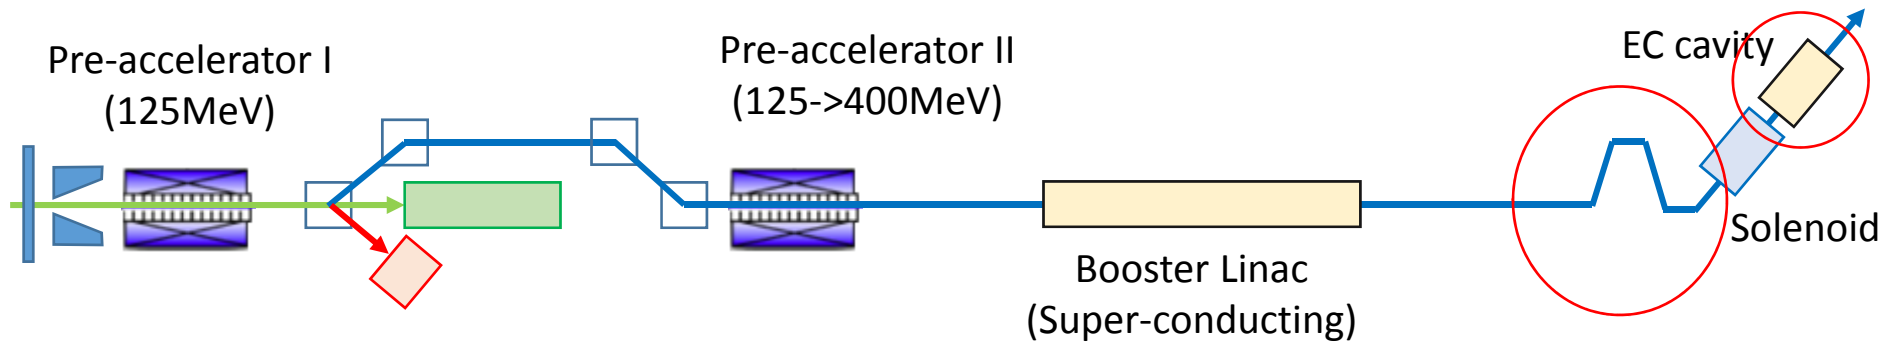 Pre-accelerator I
(125MeV)
Pre-accelerator II
(125->400MeV)
Booster Linac
(Super-conducting)
EC cavity
Solenoid